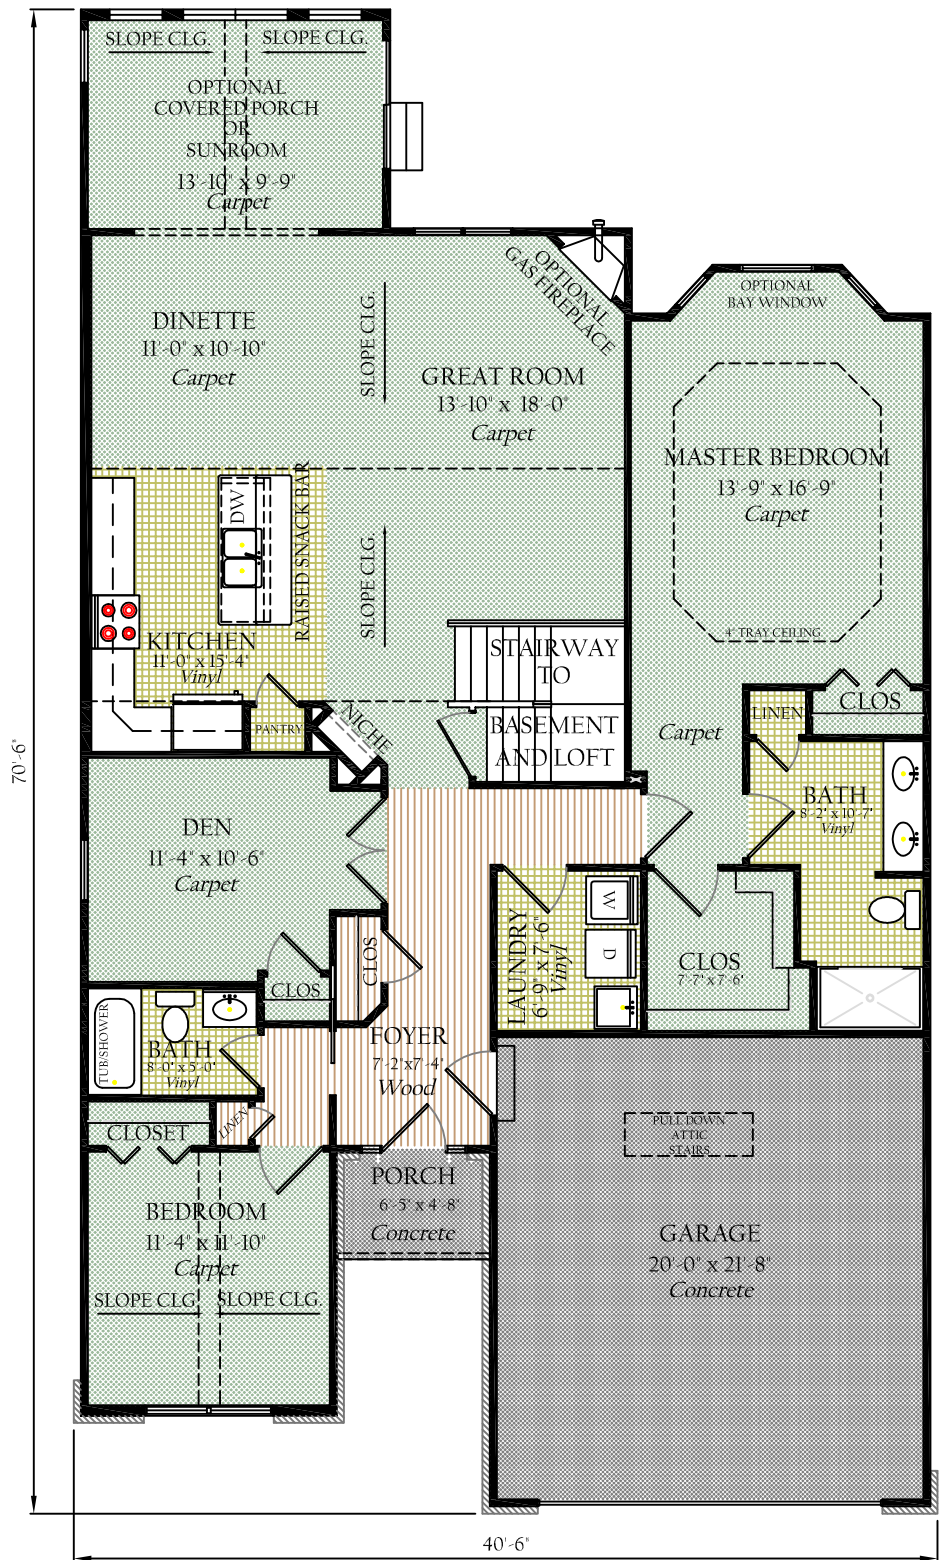 SLOPE CLG.
SLOPE CLG.
OPTIONAL
COVERED PORCH
OR
SUNROOM
13'-10" x 9'-9"
Carpet
OPTIONAL
GAS FIREPLACE
OPTIONAL
BAY WINDOW
DINETTE
11'-0" x 10'-10"
Carpet
SLOPE CLG.
GREAT ROOM
13'-10" x 18'-0"
Carpet
MASTER BEDROOM
13'-9" x 16'-9"
Carpet
4" TRAY CEILING
DW
RAISED SNACK BAR
SLOPE CLG.
KITCHEN
11'-0" x 15'-4"
Vinyl
STAIRWAY
TO
BASEMENT
AND LOFT
PANTRY
NICHE
Carpet
LINEN
CLOS
70'-6"
DEN
11'-4" x 10'-6"
Carpet
BATH
8'-2" x 10'-7"
Vinyl
CLOS
CLOS
LAUNDRY
6'-9" x 7'-6"
Vinyl
W
D
CLOS
7'-7" x 7'-6"
TUB/SHOWER
BATH
8'-0" x 5'-0"
Vinyl
FOYER
7'-2"x7'-4"
Wood
LINEN
CLOSET
PULL DOWN
ATTIC
STAIRS
PORCH
6'-5" x 4'-8"
Concrete
BEDROOM
11'-4" x 11'-10"
Carpet
SLOPE CLG.
SLOPE CLG.
GARAGE
20'-0" x 21'-8"
Concrete
40'-6"